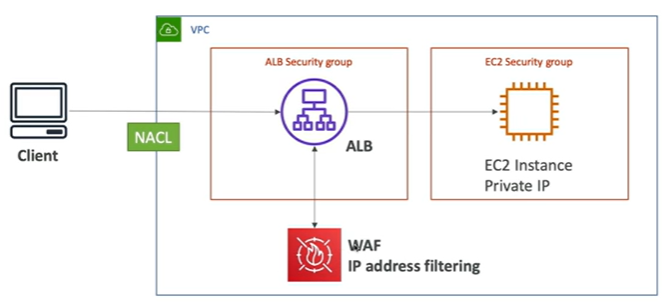 VPC
ALB Security group
EC2 Security group
Client
NACL
ALB
EC2 Instance
Private IP
WAF
IP address filtering